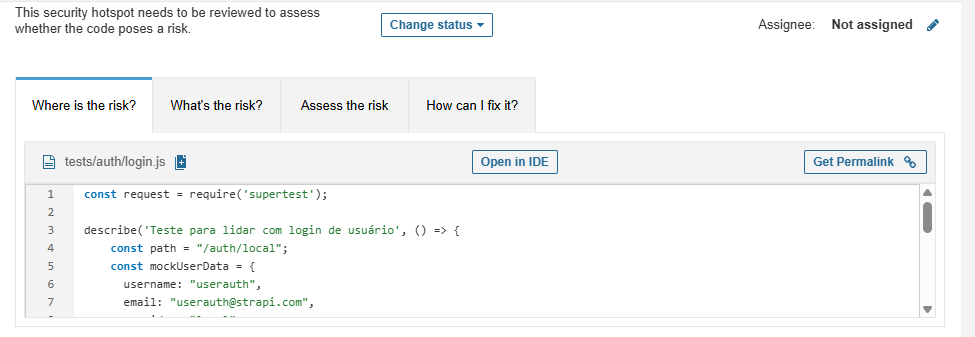 This security hotspot needs to be reviewed to assess
whether the code poses a risk.
Change status
Assignee: Not assigned
Where is the risk?
What's the risk?
Assess the risk
How can I fix it?
tests/auth/login.js
Open in IDE
Get Permalink
1 const request = require('supertest');
2
3 describe('Teste para lidar com login de usuário', () => {
4 const path = "/auth/local";
5 const mockUserData = {
6 username: "userauth",
7 email: "userauth@strapi.com",